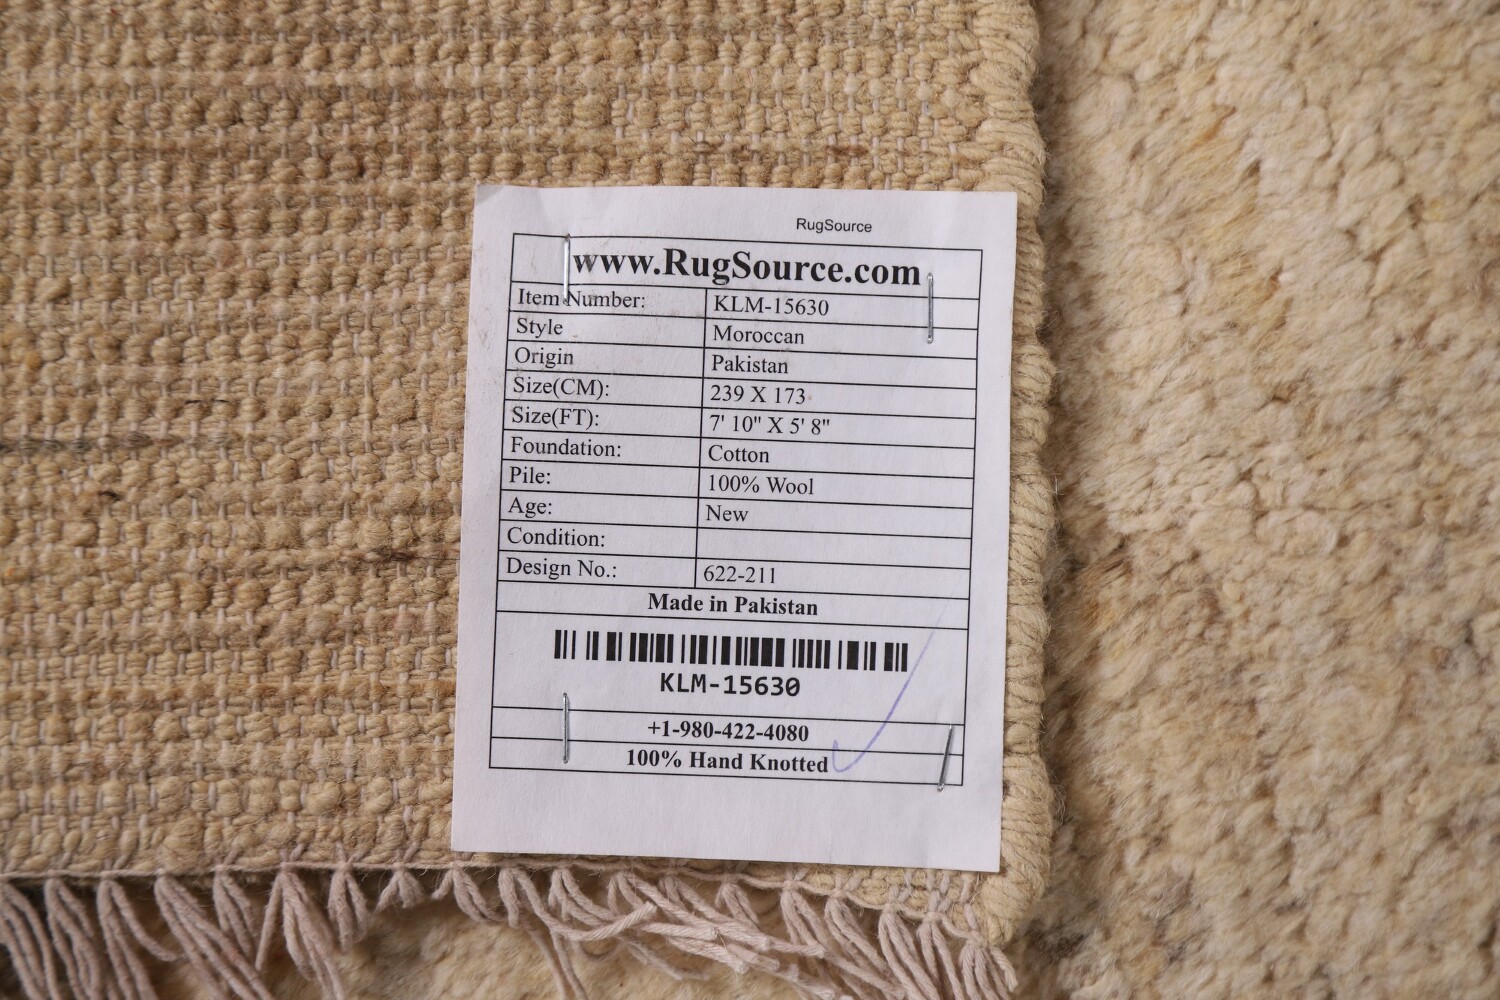 RugSource
www.RugSource.com
Item Number: KLM-15630
Style Moroccan
Origin Pakistan
Size(CM): 239 X 173
Size(FT): 7' 10" X 5' 8"
Foundation: Cotton
Pile: 100% Wool
Age: New
Condition:
Design No.: 622-211
Made in Pakistan
KLM-15630
+1-980-422-4080
100% Hand Knotted